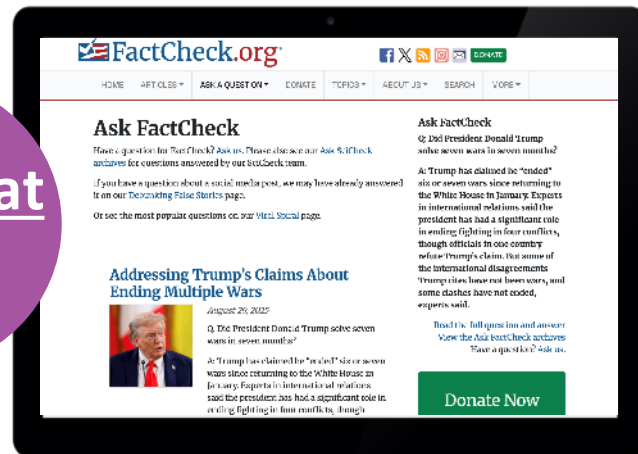 at
FactCheck.org®
DONATE
HOME ARTICLES ASK A QUESTION DONATE TOPICS ABOUT US SEARCH MORE
Ask FactCheck
Have a question for FactCheck? Ask us. Please also see our Ask SciCheck
archives for questions answered by our SciCheck team.
If you have a question about a social media post, we may have already answered
it on our Debunking False Stories page.
Or see the most popular questions on our Viral Spiral page.
Addressing Trump's Claims About
Ending Multiple Wars
August 29, 2025
Q. Did President Donald Trump solve seven
wars in seven months?
A: Trump has claimed he "ended" six or seven
wars since returning to the White House in
January. Experts in international relations
said the president has had a significant role in
ending fighting in four conflicts, though
Ask FactCheck
Q: Did President Donald Trump
solve seven wars in seven months?
A: Trump has claimed he "ended"
six or seven wars since returning to
the White House in January. Experts
in international relations said the
president has had a significant role
in ending fighting in four conflicts,
though officials in one country
refute Trump's claim. But some of
the international disagreements
Trump cites have not been wars, and
some clashes have not ended,
experts said.
Read the full question and answer
View the Ask FactCheck archives
Have a question? Ask us.
Donate Now